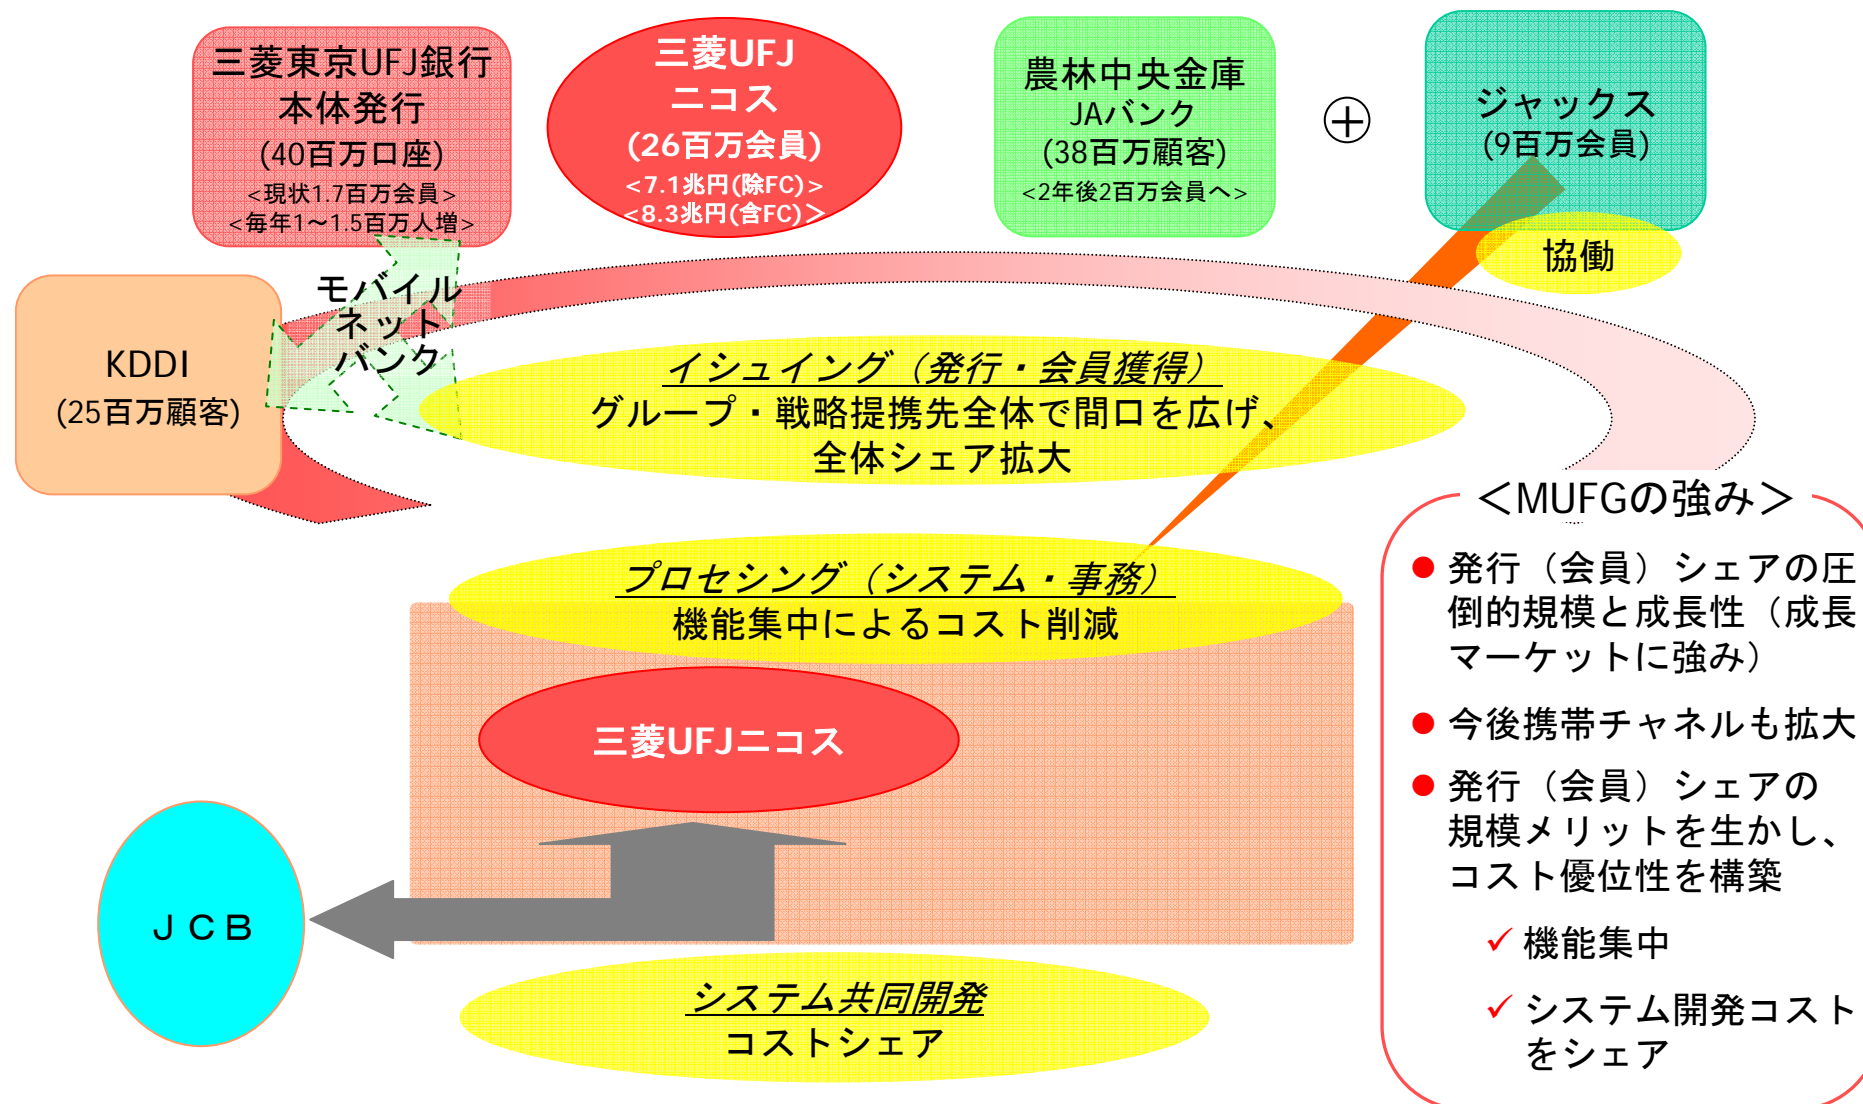 三菱東京UFJ銀行
本体発行
(40百万口座)
<現状1.7百万会員>
<毎年1～1.5百万人増>
三菱UFJ
ニコス
(26百万会員)
<7.1兆円(除FC)>
<8.3兆円(含FC)＞
農林中央金庫
JAバンク
(38百万顧客)
<2年後2百万会員へ>
⊕
ジャックス
(9百万会員)
協働
KDDI
(25百万顧客)
モバイル
ネット
バンク
イシュイング（発行・会員獲得）
グループ・戦略提携先全体で間口を広げ、
全体シェア拡大
プロセシング（システム・事務）
機能集中によるコスト削減
三菱UFJニコス
ＪＣＢ
システム共同開発
コストシェア
＜MUFGの強み＞
● 発行（会員）シェアの圧
倒的規模と成長性（成長
マーケットに強み）
● 今後携帯チャネルも拡大
● 発行（会員）シェアの
規模メリットを生かし、
コスト優位性を構築
✓ 機能集中
✓ システム開発コスト
をシェア